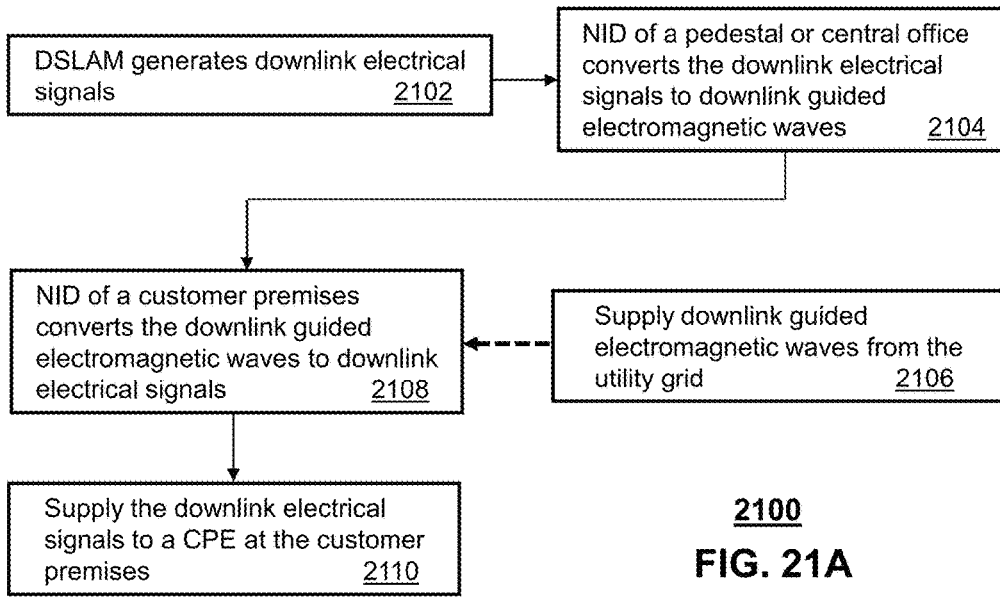 DSLAM generates downlink electrical
signals 2102
NID of a pedestal or central office
converts the downlink electrical
signals to downlink guided
electromagnetic waves 2104
NID of a customer premises
converts the downlink guided
electromagnetic waves to downlink
electrical signals 2108
Supply downlink guided
electromagnetic waves from the
utility grid 2106
Supply the downlink electrical
signals to a CPE at the customer
premises 2110
2100
FIG. 21A